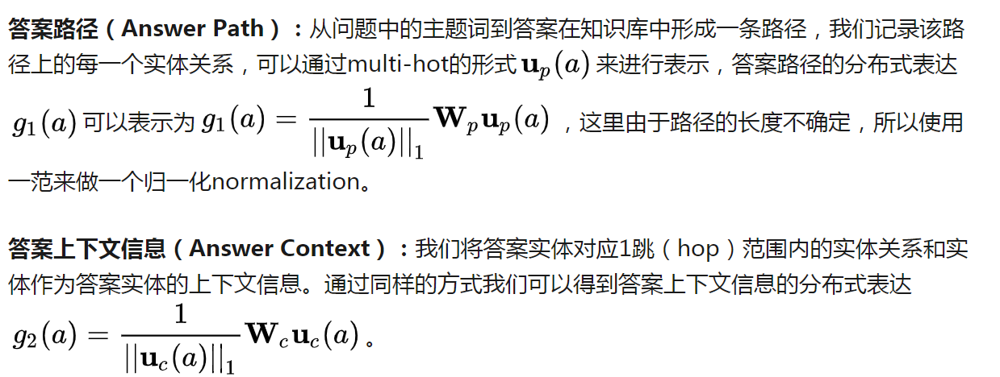 答案路径（Answer Path）：从问题中的主题词到答案在知识库中形成一条路径，我们记录该路
径上的每一个实体关系，可以通过multi-hot的形式 $\mathbf{u}_p(a)$ 来进行表示，答案路径的分布式表达
$g_1(a)$ 可以表示为 $g_1(a) = \frac{1}{||\mathbf{u}_p(a)||_1} \mathbf{W}_p \mathbf{u}_p(a)$ ，这里由于路径的长度不确定，所以使用
一范来做一个归一化normalization。
答案上下文信息（Answer Context）：我们将答案实体对应1跳（hop）范围内的实体关系和实
体作为答案实体的上下文信息。通过同样的方式我们可以得到答案上下文信息的分布式表达
$g_2(a) = \frac{1}{||\mathbf{u}_c(a)||_1} \mathbf{W}_c \mathbf{u}_c(a)$ 。